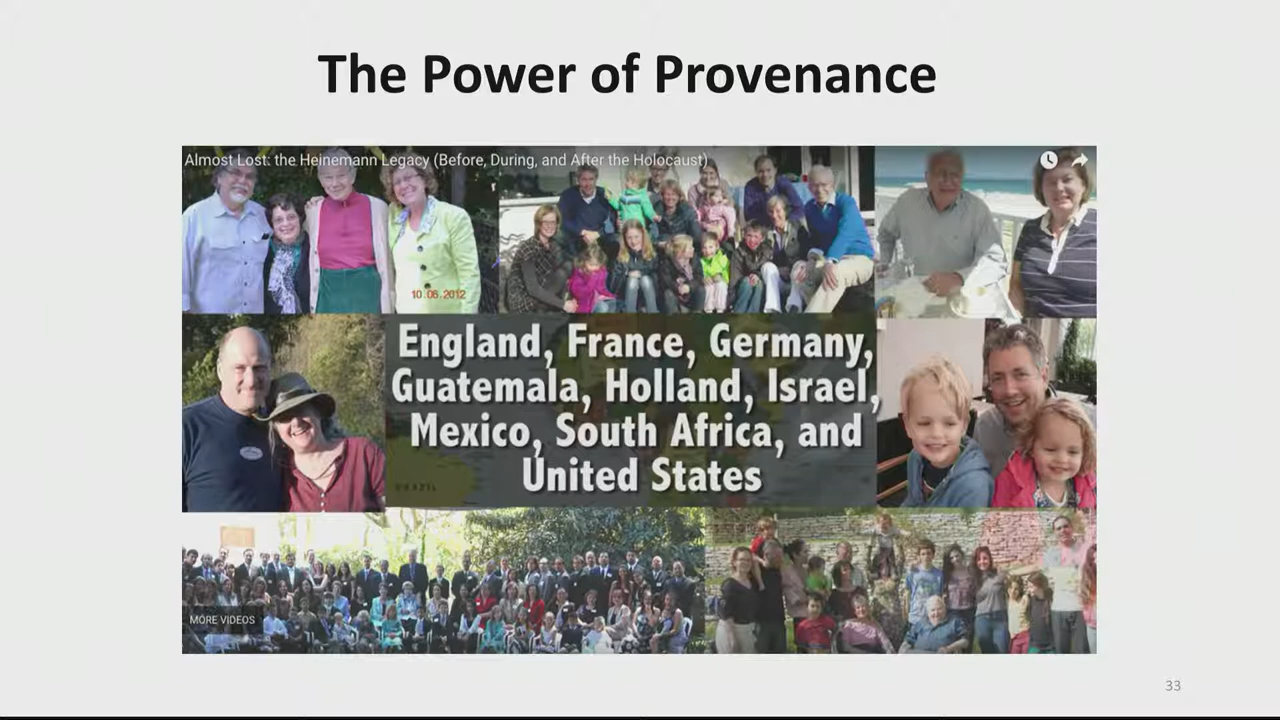 The Power of Provenance
Almost Lost: the Heinemann Legacy (Before, During, and After the Holocaust)
10.06.2012
England, France, Germany,
Guatemala, Holland, Israel,
Mexico, South Africa, and
United States
BRAZIL
MORE VIDEOS
33